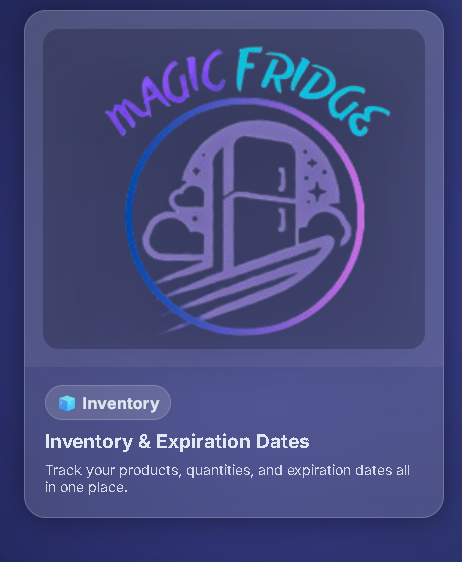 MAGIC FRIDGE
Inventory
Inventory & Expiration Dates
Track your products, quantities, and expiration dates all
in one place.